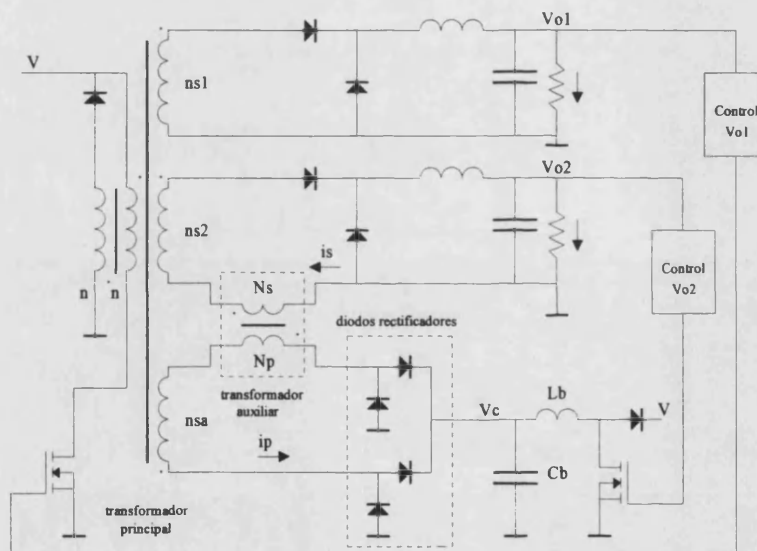 Vo1
V
ns1
Control
Vo1
Vo2
ns2
is
Control
Vo2
n
n
Ns
diodos rectificadores
Np
transformador
auxiliar
nsa
ip
Vc
Lb
V
Cb
transformador
principal